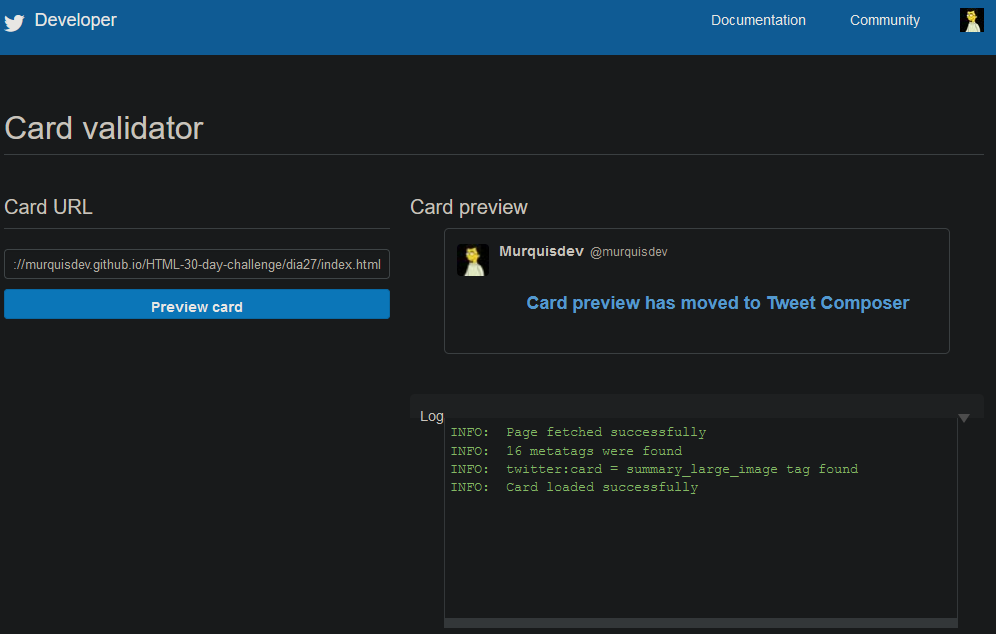 Developer
Documentation
Community
Card validator
Card URL
://murquisdev.github.io/HTML-30-day-challenge/dia27/index.html
Preview card
Card preview
Murquisdev @murquisdev
Card preview has moved to Tweet Composer
Log
INFO:  Page fetched successfully
INFO:  16 metatags were found
INFO:  twitter:card = summary_large_image tag found
INFO:  Card loaded successfully